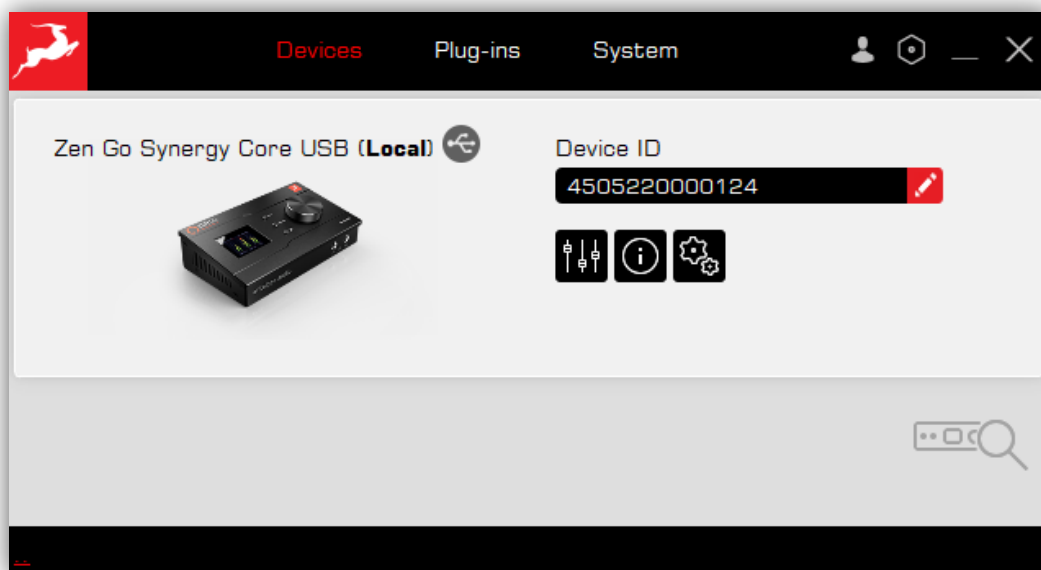 Devices Plug-ins System
Zen Go Synergy Core USB (Local)
Device ID
4505220000124